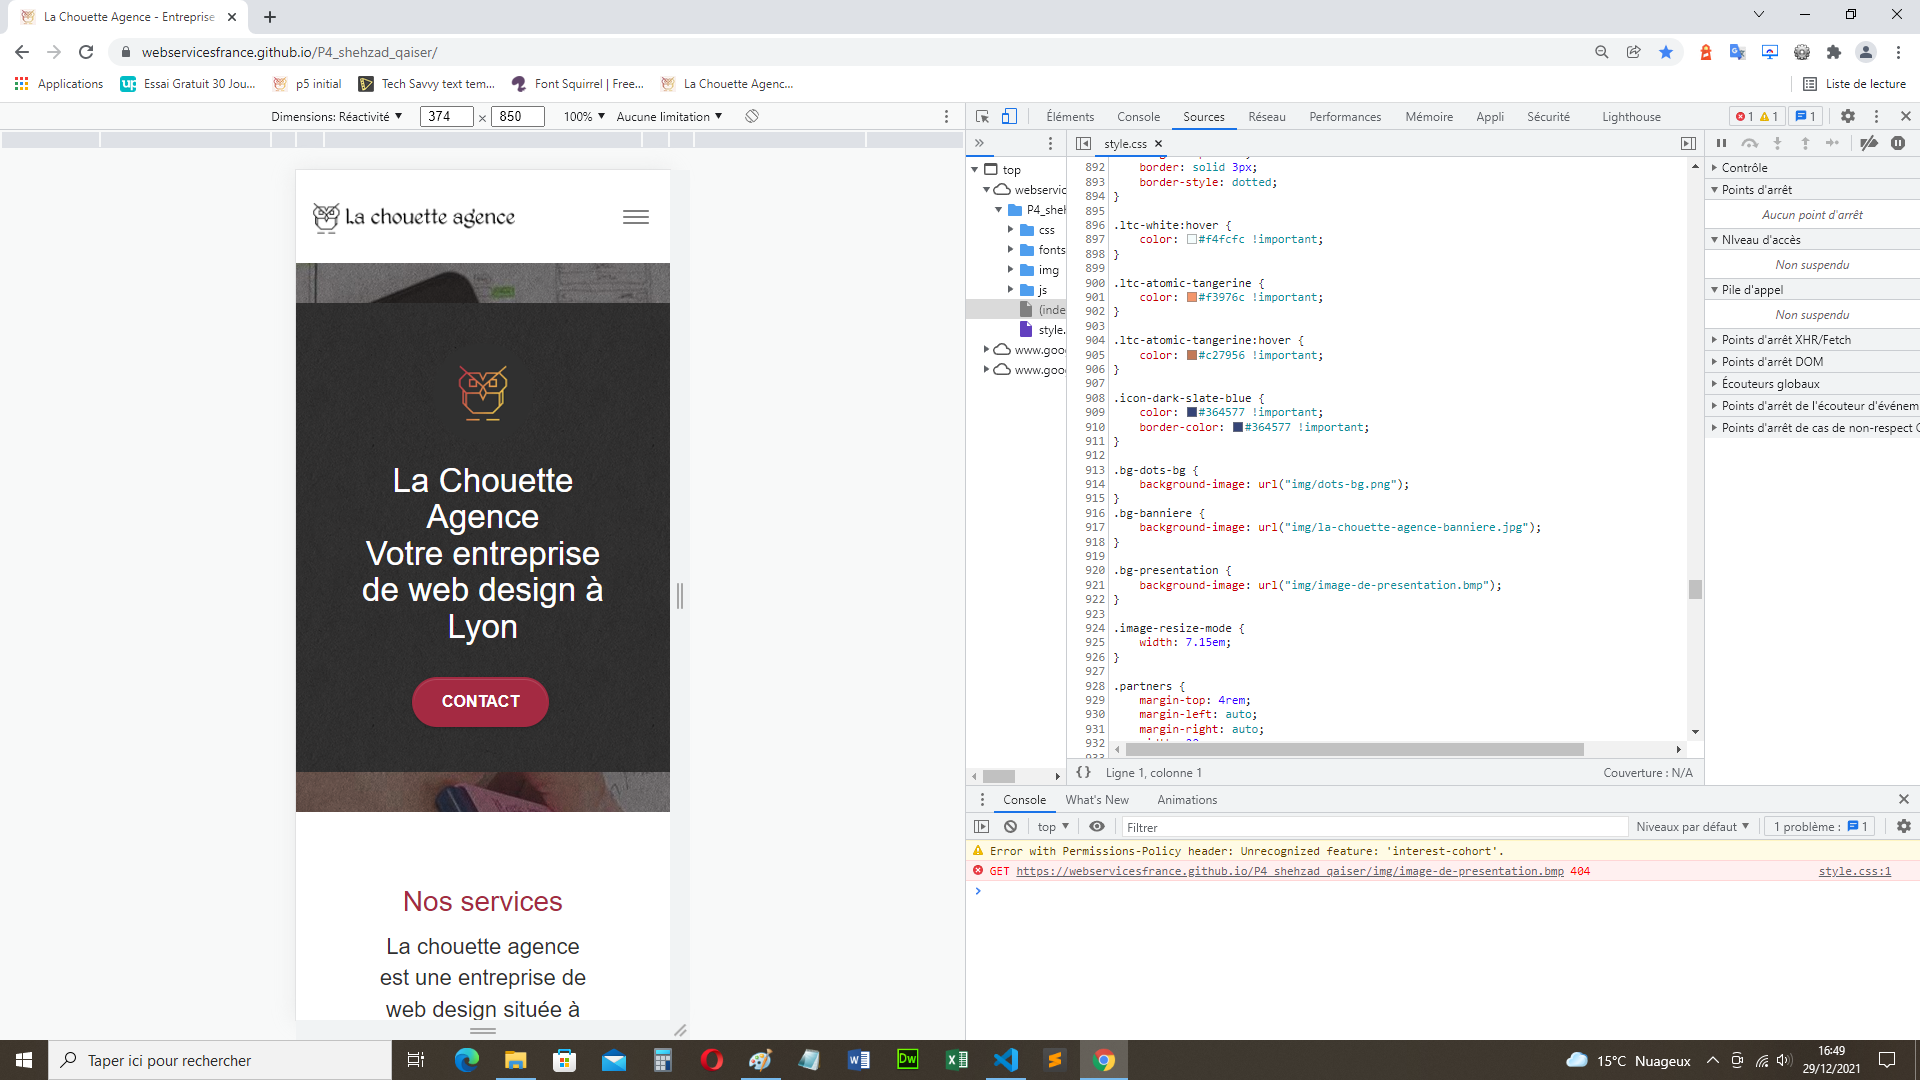 La Chouette Agence - Entreprise
webservicesfrance.github.io/P4_shehzad_qaiser/
Applications
Essai Gratuit 30 Jou...
p5 initial
Tech Savvy text tem...
Font Squirrel | Free...
La Chouette Agenc...
Liste de lecture
Dimensions: Réactivité ▼ 374 × 850 100% ▼ Aucune limitation ▼
Éléments Console Sources Réseau Performances Mémoire Appli Sécurité Lighthouse
1 1 1
style.css
top
webservic
P4_sheh
css
fonts
img
js
(inde
style.
www.goo
www.goo
892 border: solid 3px;
893 border-style: dotted;
894 }
895
896 .ltc-white:hover {
897 color: #f4fcfc !important;
898 }
899
900 .ltc-atomic-tangerine {
901 color: #f3976c !important;
902 }
903
904 .ltc-atomic-tangerine:hover {
905 color: #c27956 !important;
906 }
907
908 .icon-dark-slate-blue {
909 color: #364577 !important;
910 border-color: #364577 !important;
911 }
912
913 .bg-dots-bg {
914 background-image: url("img/dots-bg.png");
915 }
916 .bg-banniere {
917 background-image: url("img/la-chouette-agence-banniere.jpg");
918 }
919
920 .bg-presentation {
921 background-image: url("img/image-de-presentation.bmp");
922 }
923
924 .image-resize-mode {
925 width: 7.15em;
926 }
927
928 .partners {
929 margin-top: 4rem;
930 margin-left: auto;
931 margin-right: auto;
932
{} Ligne 1, colonne 1
Couverture : N/A
Contrôle
Points d'arrêt
Aucun point d'arrêt
NIveau d'accès
Non suspendu
Pile d'appel
Non suspendu
Points d'arrêt XHR/Fetch
Points d'arrêt DOM
Écouteurs globaux
Points d'arrêt de l'écouteur d'événem
Points d'arrêt de cas de non-respect C
Console What's New Animations
top ▼ Filtrer Niveaux par défaut ▼ 1 problème : 1
Error with Permissions-Policy header: Unrecognized feature: 'interest-cohort'.
GET https://webservicesfrance.github.io/P4_shehzad_qaiser/img/image-de-presentation.bmp 404 style.css:1
La chouette agence
La Chouette
Agence
Votre entreprise
de web design à
Lyon
CONTACT
Nos services
La chouette agence
est une entreprise de
web design située à
Taper ici pour rechercher
15°C Nuageux
16:49
29/12/2021